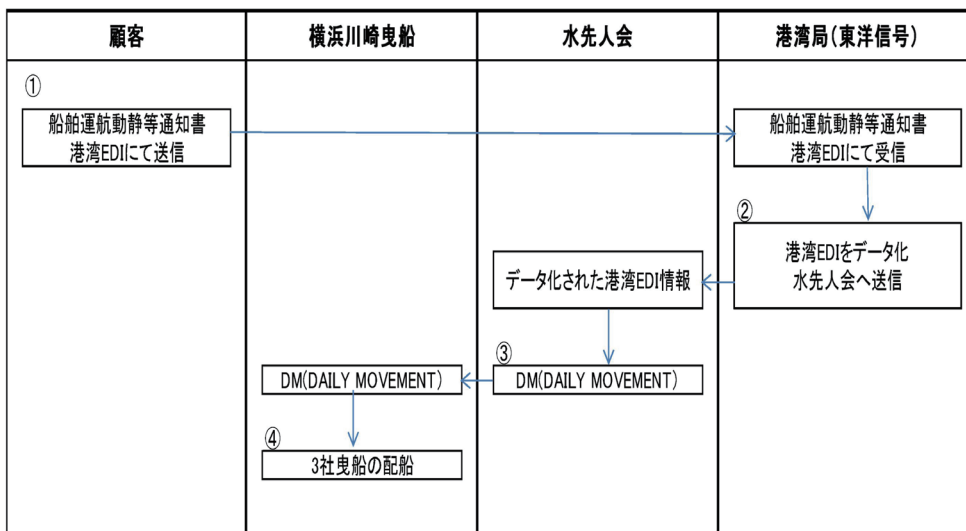 顧客
横浜川崎曳船
水先人会
港湾局(東洋信号)
①
船舶運航動静等通知書
港湾EDIにて送信
船舶運航動静等通知書
港湾EDIにて受信
②
港湾EDIをデータ化
水先人会へ送信
データ化された港湾EDI情報
③
DM(DAILY MOVEMENT)
DM(DAILY MOVEMENT)
④
3社曳船の配船